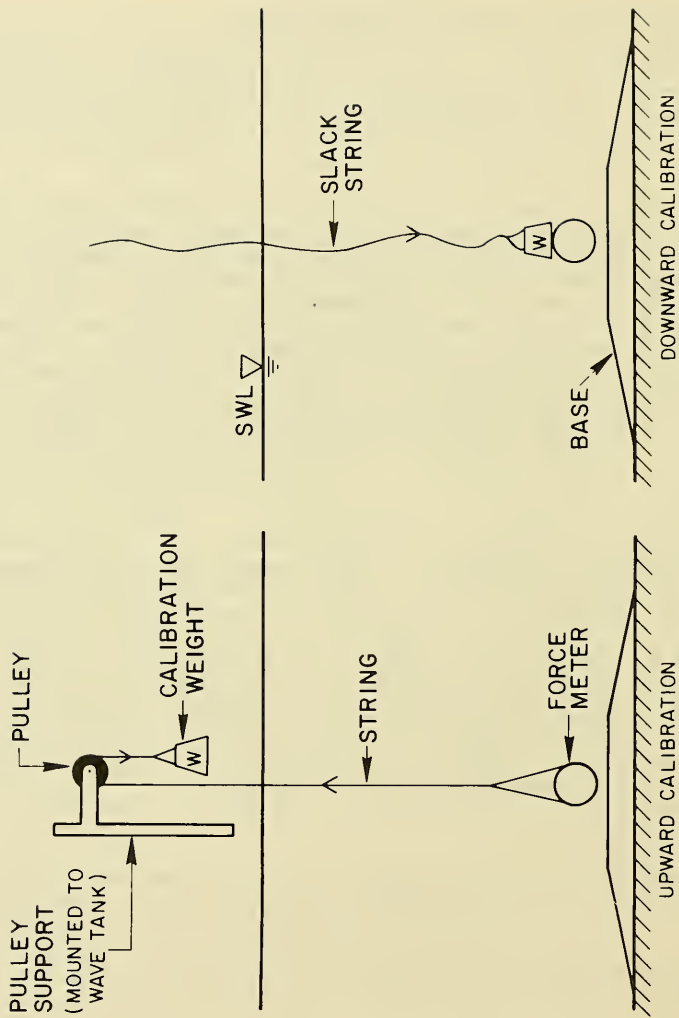 PULLEY
SUPPORT
(MOUNTED TO
WAVE TANK)
PULLEY
CALIBRATION
WEIGHT
W
STRING
FORCE
METER
UPWARD CALIBRATION
SWL
SLACK
STRING
W
BASE
DOWNWARD CALIBRATION